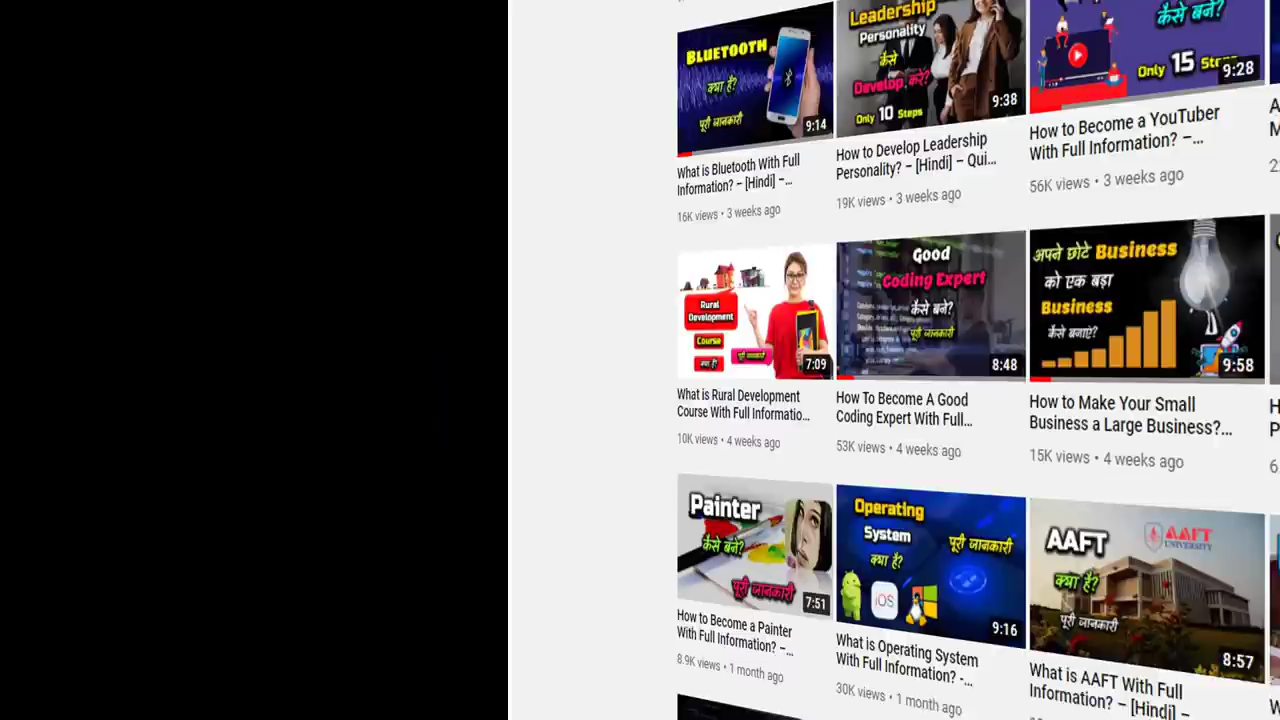 BLUETOOTH
क्या है?
पूरी जानकारी
9:14
What is Bluetooth With Full
Information? – [Hindi] –...
16K views • 3 weeks ago
Leadership
Personality
कैसे
Develop करे?
Only 10 Steps
9:38
How to Develop Leadership
Personality? – [Hindi] – Qui...
19K views • 3 weeks ago
कैसे बने?
Only 15 Steps
9:28
How to Become a YouTuber
With Full Information? –...
56K views • 3 weeks ago
Rural
Development
Course
क्या है?
पूरी जानकारी
7:09
What is Rural Development
Course With Full Informatio...
10K views • 4 weeks ago
Good
Coding Expert
कैसे बने?
पूरी जानकारी
8:48
How To Become A Good
Coding Expert With Full...
53K views • 4 weeks ago
अपने छोटे Business
को एक बड़ा
Business
कैसे बनाएं?
9:58
How to Make Your Small
Business a Large Business?...
15K views • 4 weeks ago
Painter
कैसे बने?
पूरी जानकारी
7:51
How to Become a Painter
With Full Information? –...
8.9K views • 1 month ago
Operating
System
क्या है?
पूरी जानकारी
iOS
9:16
What is Operating System
With Full Information? -...
30K views • 1 month ago
AAFT
क्या है?
पूरी जानकारी
AAFT
UNIVERSITY
8:57
What is AAFT With Full
Information? – [Hindi] –